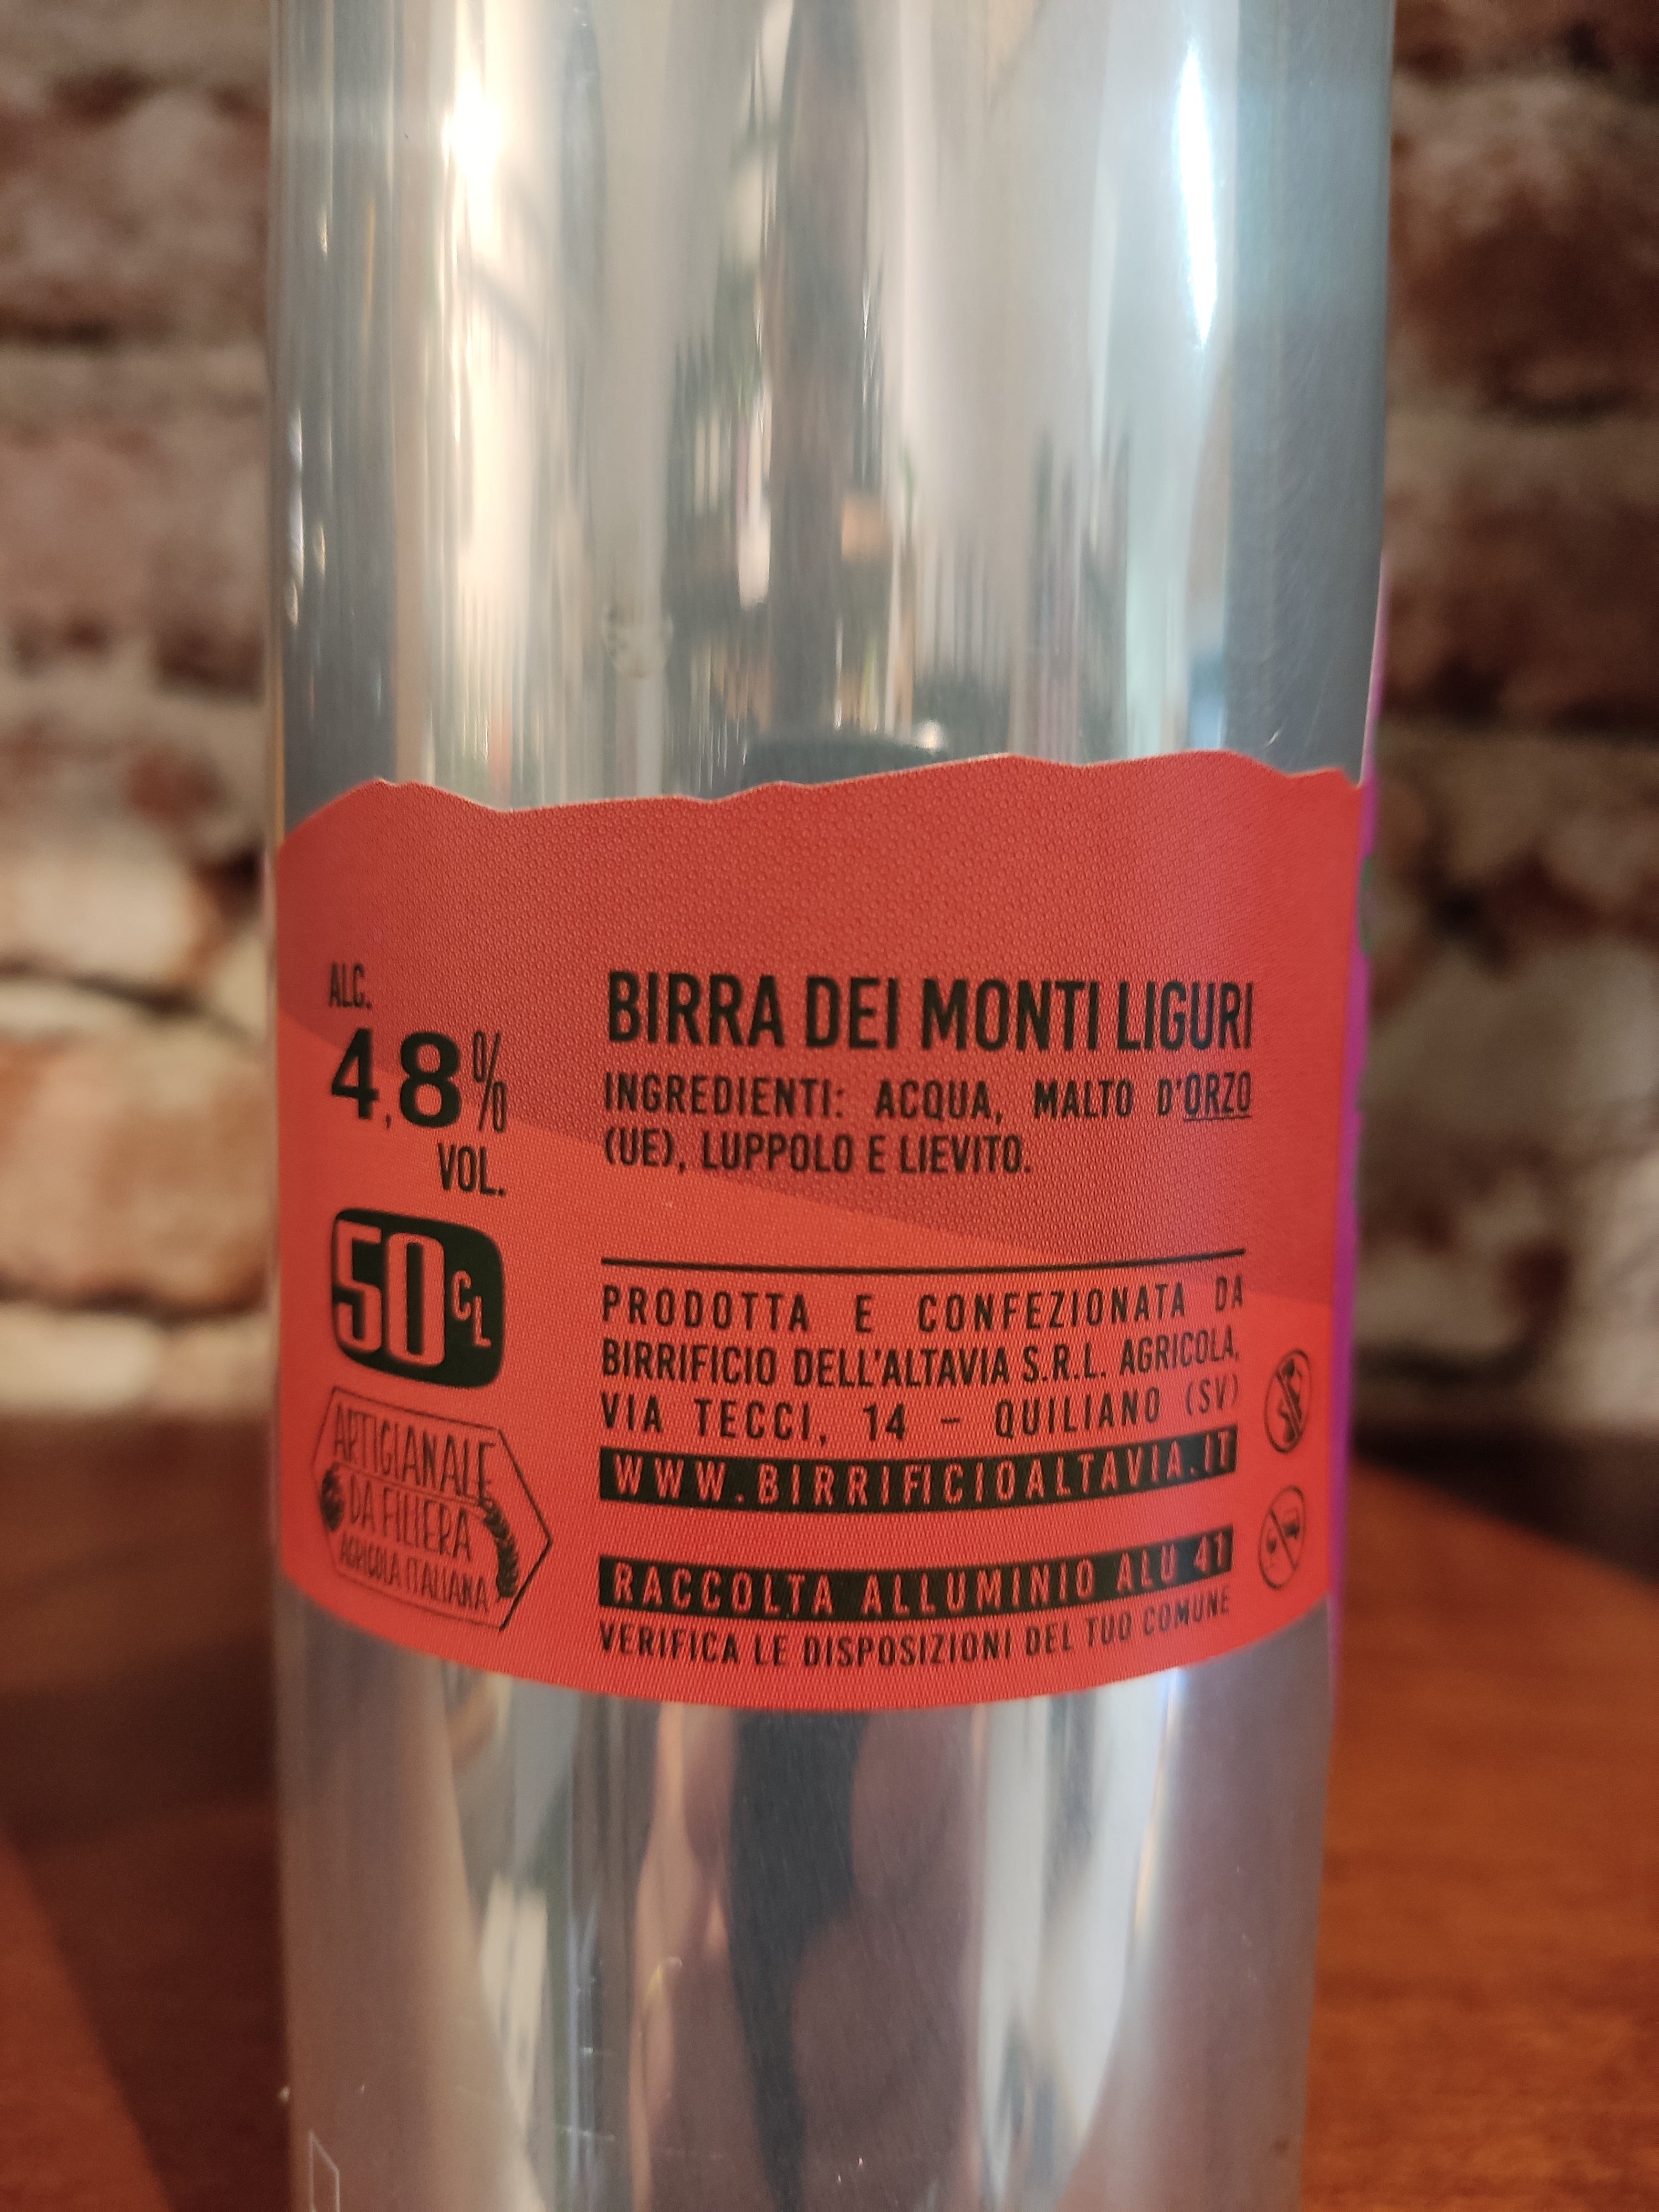 ALC.
4,8%
VOL.
50CL
ARTIGIANALE
DA FILIERA
AGRICOLA ITALIANA
BIRRA DEI MONTI LIGURI
INGREDIENTI: ACQUA, MALTO D'ORZO
(UE), LUPPOLO E LIEVITO.
PRODOTTA E CONFEZIONATA DA
BIRRIFICIO DELL'ALTAVIA S.R.L. AGRICOLA,
VIA TECCI, 14 – QUILIANO (SV)
WWW.BIRRIFICIOALTAVIA.IT
RACCOLTA ALLUMINIO ALU 41
VERIFICA LE DISPOSIZIONI DEL TUO COMUNE